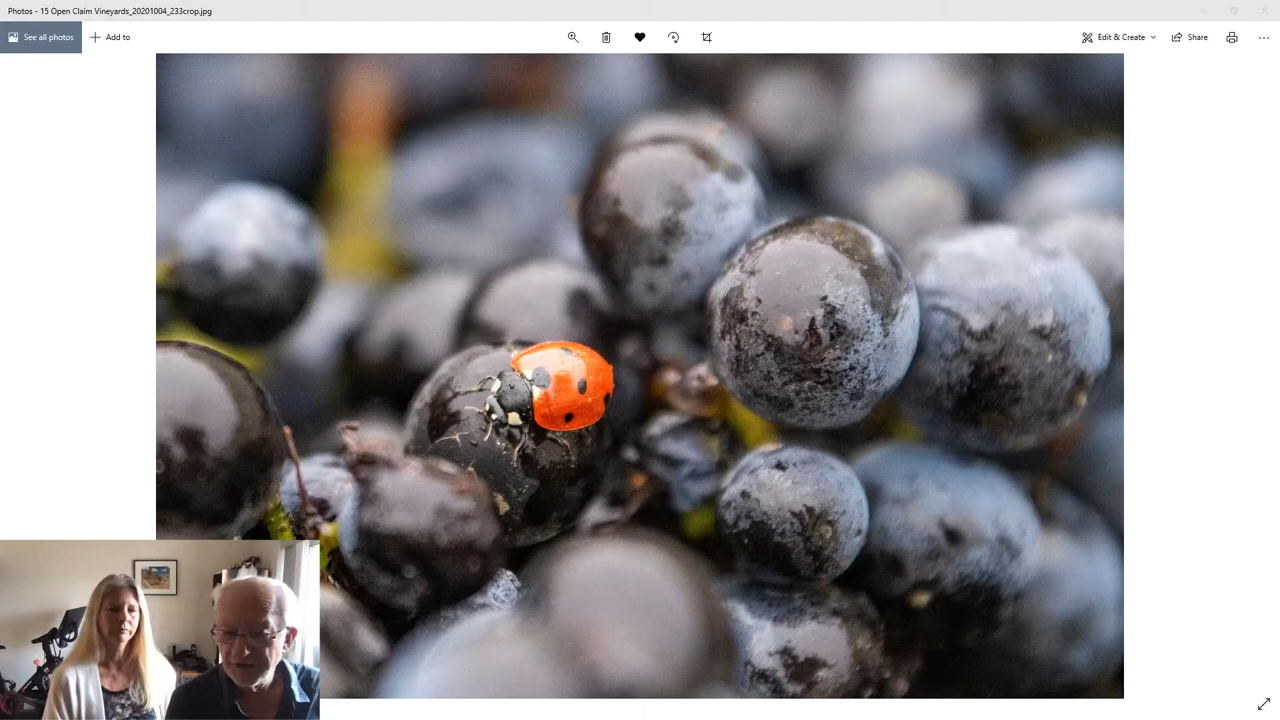 Photos - 15 Open Claim Vineyards_20201004_233crop.jpg
See all photos
Add to
Edit & Create
Share